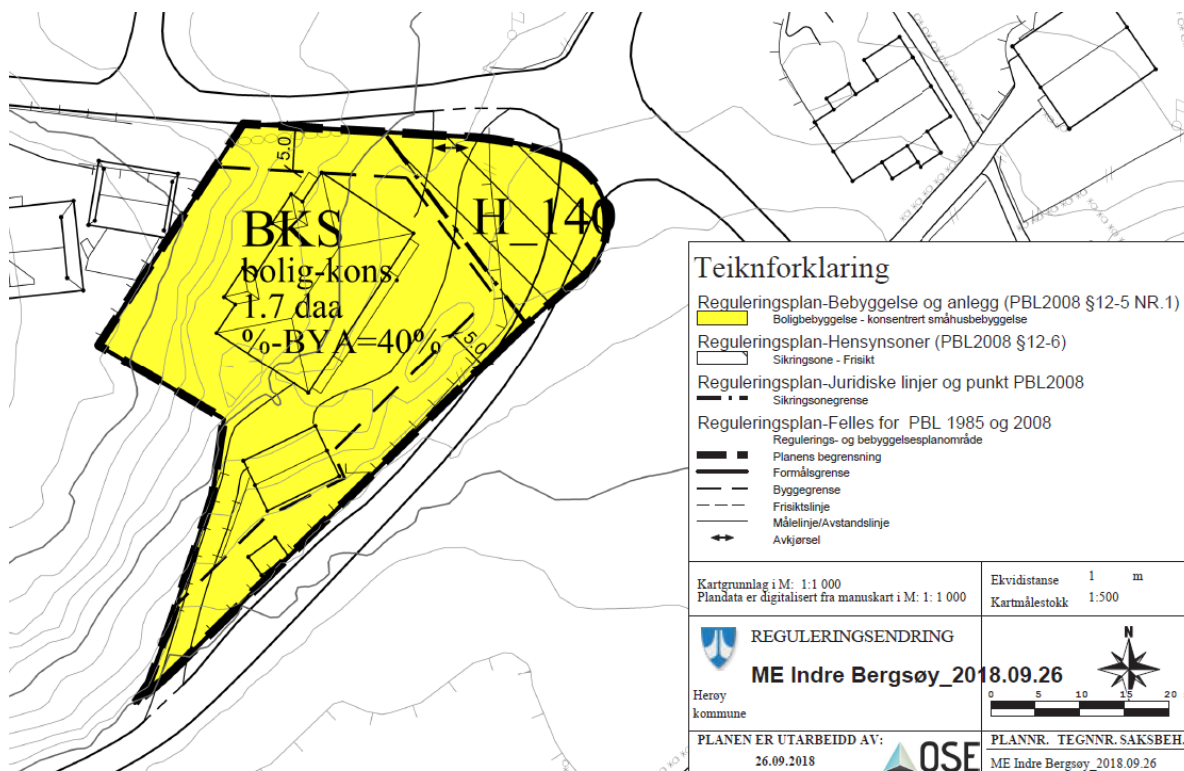 5.0
BKS
bolig-kons.
1.7 daa
%-BYA=40%
H_140
5.0
Teiknforklaring
Reguleringsplan-Bebyggelse og anlegg (PBL2008 §12-5 NR.1)
Boligbebyggelse - konsentrert småhusbebyggelse
Reguleringsplan-Hensynsoner (PBL2008 §12-6)
Sikringsone - Frisikt
Reguleringsplan-Juridiske linjer og punkt PBL2008
Sikringsonegrense
Reguleringsplan-Felles for PBL 1985 og 2008
Regulerings- og bebyggelsesplanområde
Planens begrensning
Formålsgrense
Byggegrense
Frisiktslinje
Målelinje/Avstandslinje
Avkjørsel
Kartgrunnlag i M: 1:1 000
Plandata er digitalisert fra manuskart i M: 1: 1 000
Ekvidistanse 1 m
Kartmålestokk 1:500
REGULERINGSENDRING
ME Indre Bergsøy_2018.09.26
Herøy
kommune
N
0 5 10 15 20
PLANEN ER UTARBEIDD AV:
26.09.2018
OSE
PLANNR. TEGNNR. SAKSBEH.
ME Indre Bergsøy_2018.09.26